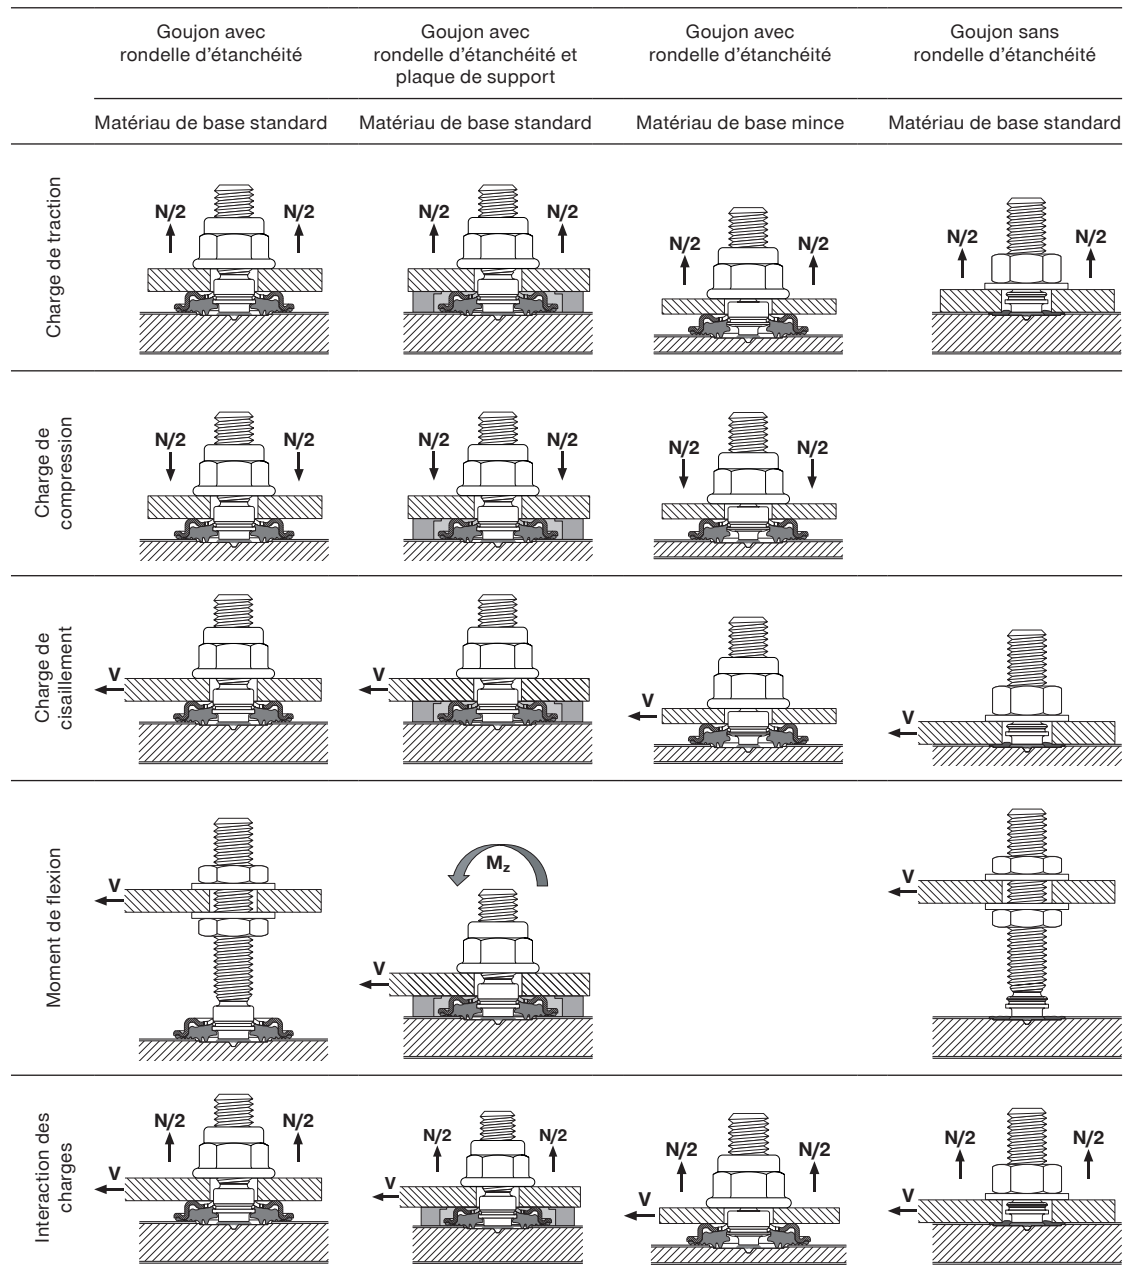 Goujon avec
rondelle d'étanchéité
Goujon avec
rondelle d'étanchéité et
plaque de support
Goujon avec
rondelle d'étanchéité
Goujon sans
rondelle d'étanchéité
Matériau de base standard
Matériau de base standard
Matériau de base mince
Matériau de base standard
Charge de traction
N/2 N/2
N/2 N/2
N/2 N/2
N/2 N/2
Charge de
compression
N/2 N/2
N/2 N/2
N/2 N/2
Charge de
cisaillement
V
V
V
V
Moment de flexion
V
Mz
V
V
Interaction des
charges
N/2 N/2
V
N/2 N/2
V
N/2 N/2
V
N/2 N/2
V